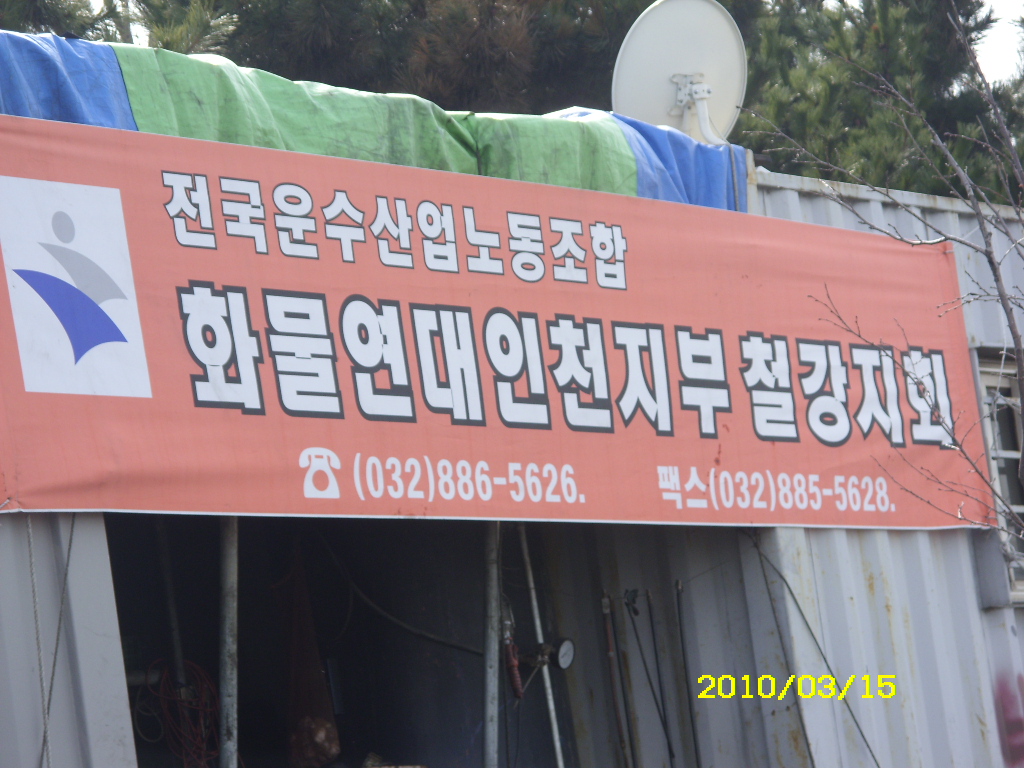 전국운수산업노동조합
화물연대인천지부 철강지회
☎(032)886-5626. 팩스(032)885-5628.
2010/03/15